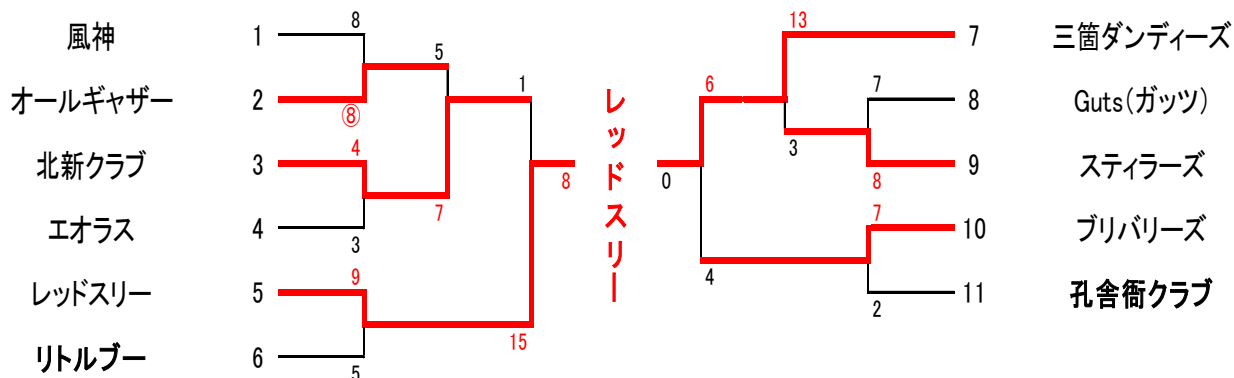 風神 1 8
オールギャザー 2 ⑧
5
北新クラブ 3 4
エオラス 4 3
7
1
レッドスリー 5 9
リトルブー 6 5
15
8
レッドスリー
0
6
13
7 三箇ダンディーズ
7
8 Guts(ガッツ)
3
8
9 スティラーズ
7
10 ブリバリーズ
4
2
11 孔舎衙クラブ